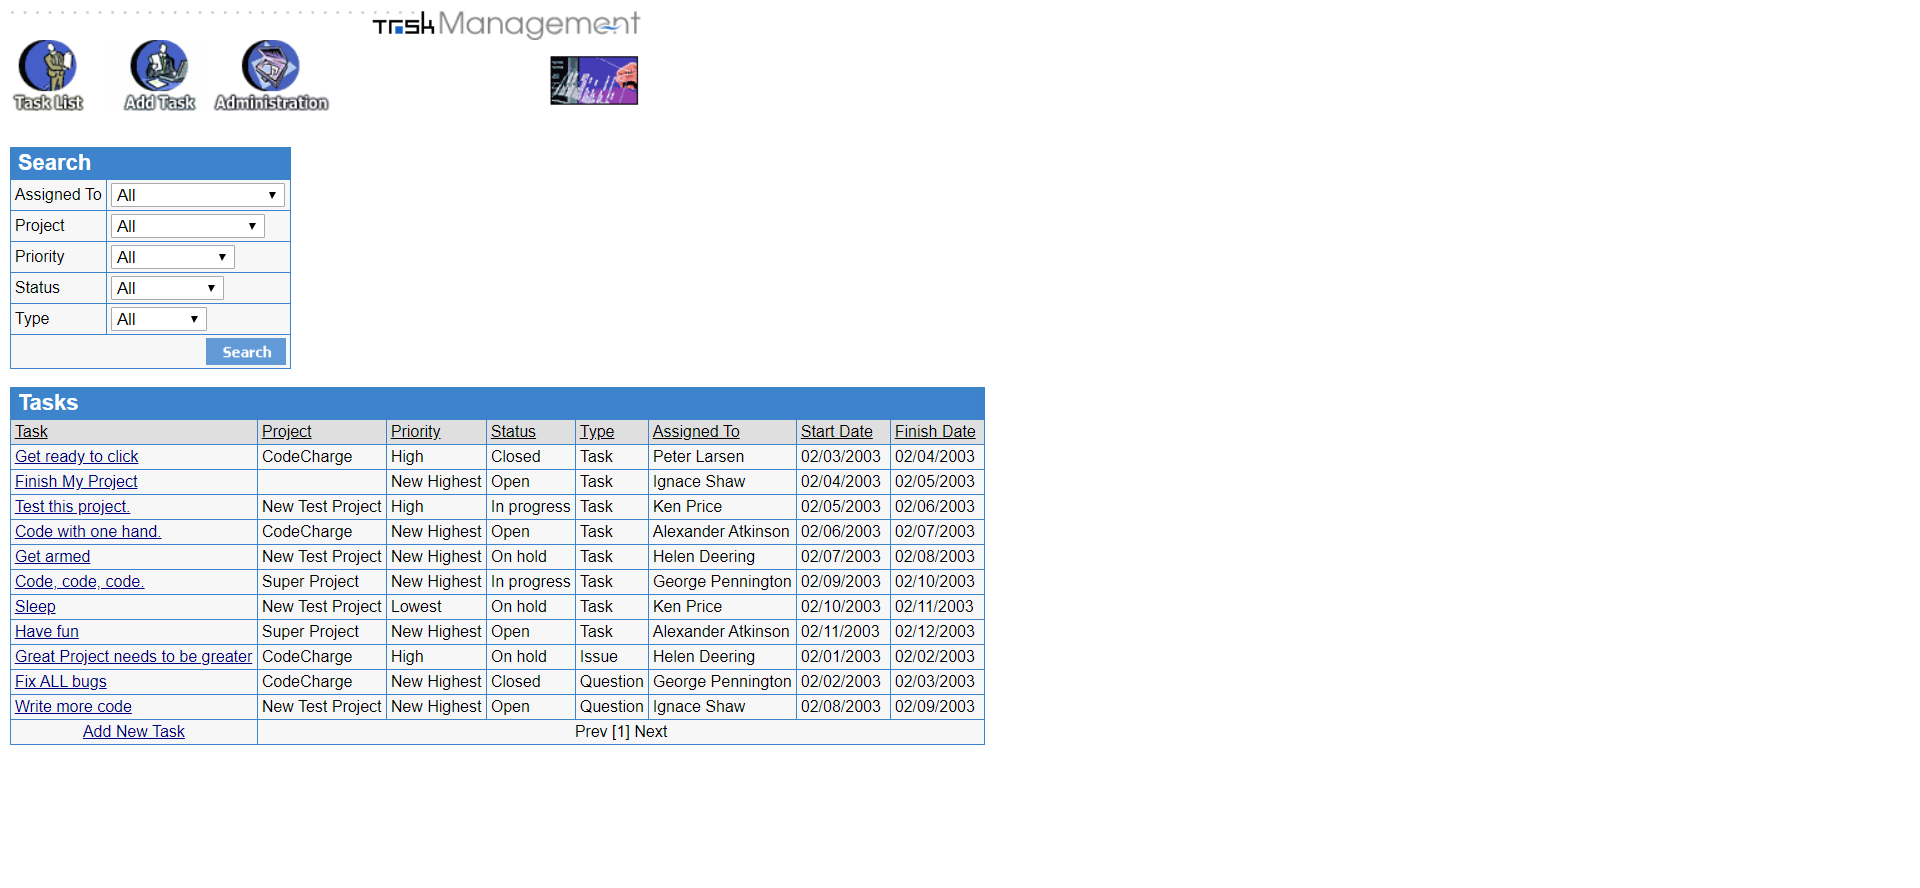 Task Management
Task List Add Task Administration
Search
Assigned To All
Project All
Priority All
Status All
Type All
Search
Tasks
Task Project Priority Status Type Assigned To Start Date Finish Date
Get ready to click CodeCharge High Closed Task Peter Larsen 02/03/2003 02/04/2003
Finish My Project New Highest Open Task Ignace Shaw 02/04/2003 02/05/2003
Test this project. New Test Project High In progress Task Ken Price 02/05/2003 02/06/2003
Code with one hand. CodeCharge New Highest Open Task Alexander Atkinson 02/06/2003 02/07/2003
Get armed New Test Project New Highest On hold Task Helen Deering 02/07/2003 02/08/2003
Code, code, code. Super Project New Highest In progress Task George Pennington 02/09/2003 02/10/2003
Sleep New Test Project Lowest On hold Task Ken Price 02/10/2003 02/11/2003
Have fun Super Project New Highest Open Task Alexander Atkinson 02/11/2003 02/12/2003
Great Project needs to be greater CodeCharge High On hold Issue Helen Deering 02/01/2003 02/02/2003
Fix ALL bugs CodeCharge New Highest Closed Question George Pennington 02/02/2003 02/03/2003
Write more code New Test Project New Highest Open Question Ignace Shaw 02/08/2003 02/09/2003
Add New Task Prev [1] Next